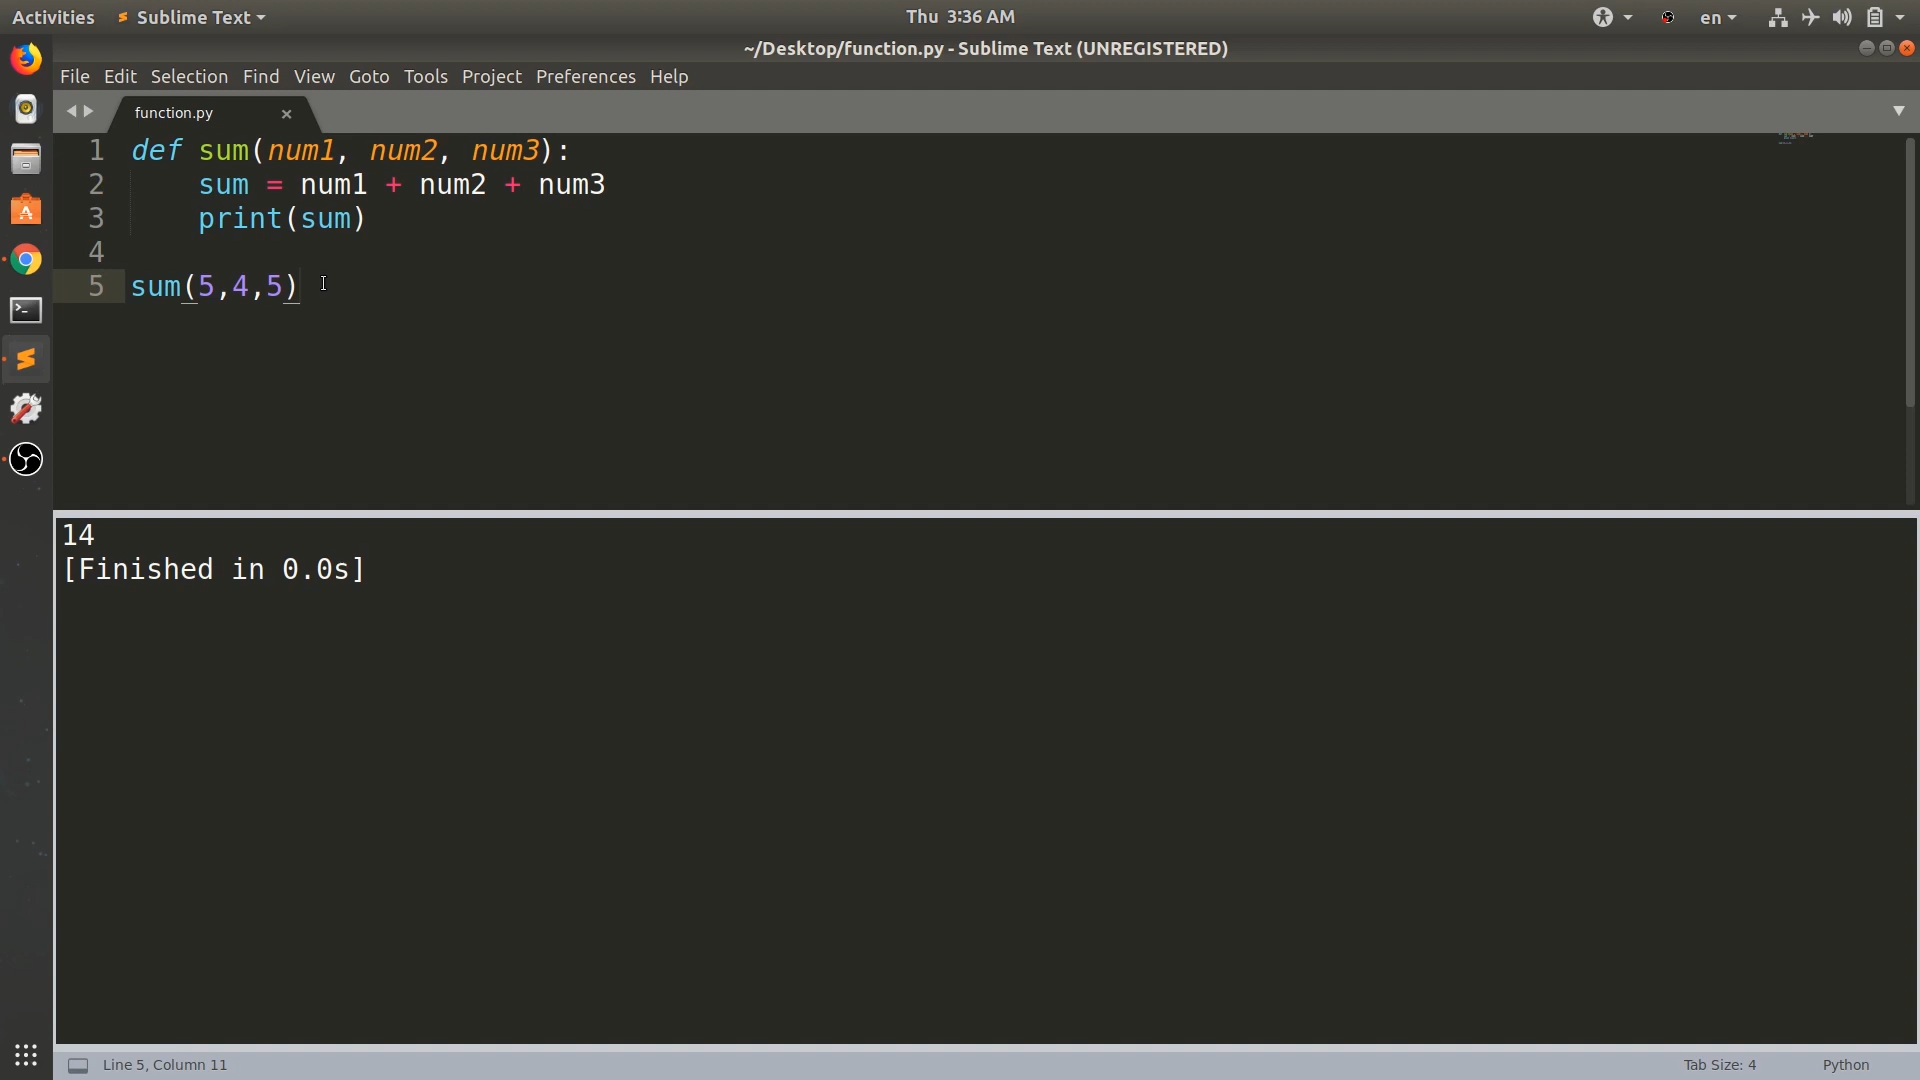 Activities Sublime Text Thu 3:36 AM en
~/Desktop/function.py - Sublime Text (UNREGISTERED)
File Edit Selection Find View Goto Tools Project Preferences Help
function.py
1 def sum(num1, num2, num3):
2     sum = num1 + num2 + num3
3     print(sum)
4
5 sum(5,4,5)
14
[Finished in 0.0s]
Line 5, Column 11 Tab Size: 4 Python